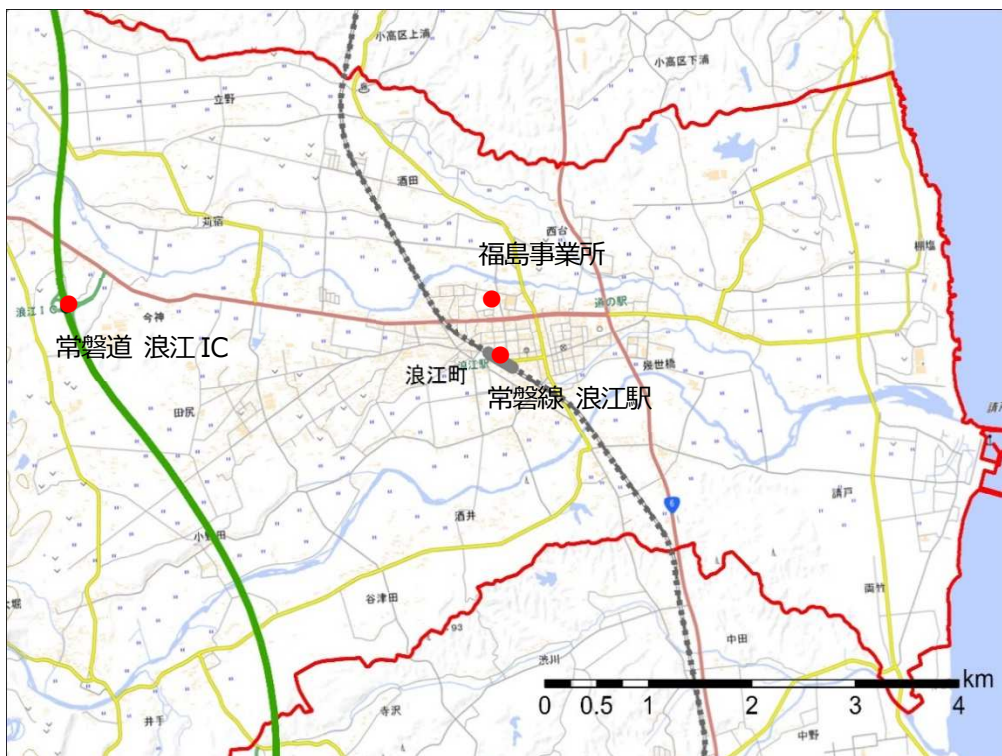 小高区上浦
小高区下浦
立野
酒田
苅宿
西台
棚塩
福島事業所
道の駅
浪江IC
今神
常磐道 浪江IC
浪江町
浪江駅
幾世橋
常磐線 浪江駅
田尻
請戸
6
小野田
酒井
両竹
谷津田
93
中田
渋川
寺沢
井手
中野
km
0 0.5 1 2 3 4